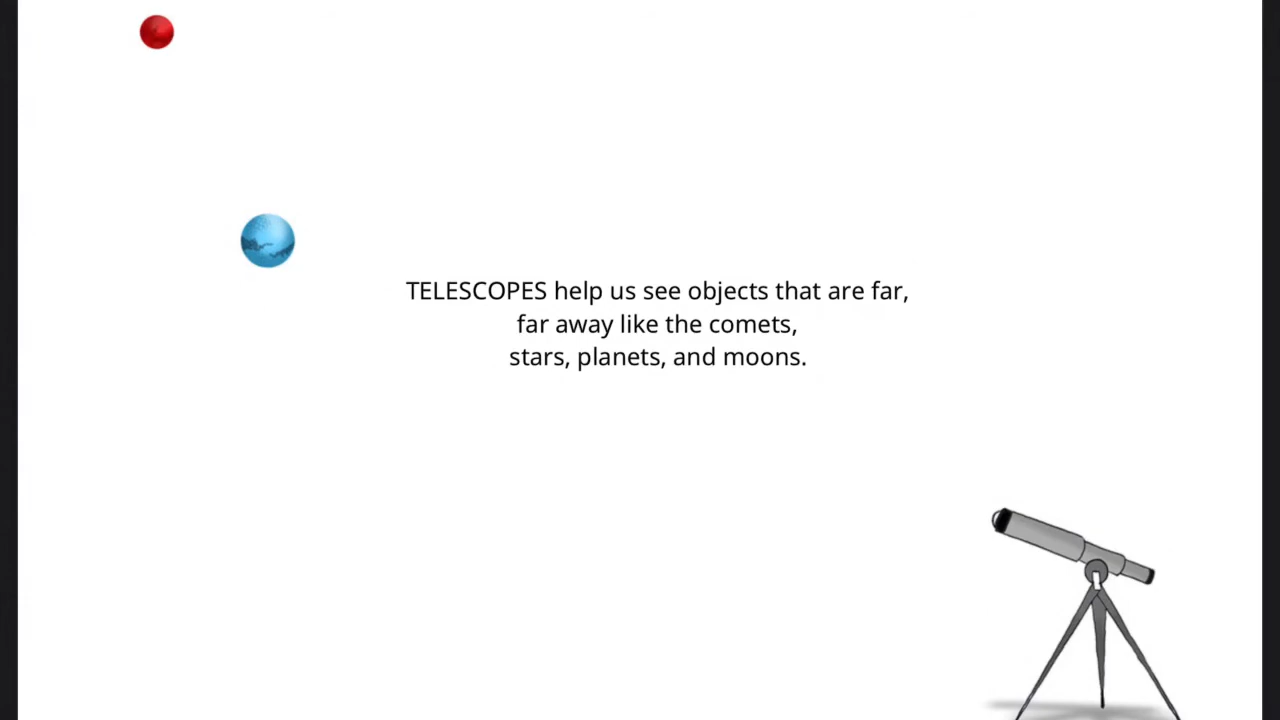 TELESCOPES help us see objects that are far,
far away like the comets,
stars, planets, and moons.